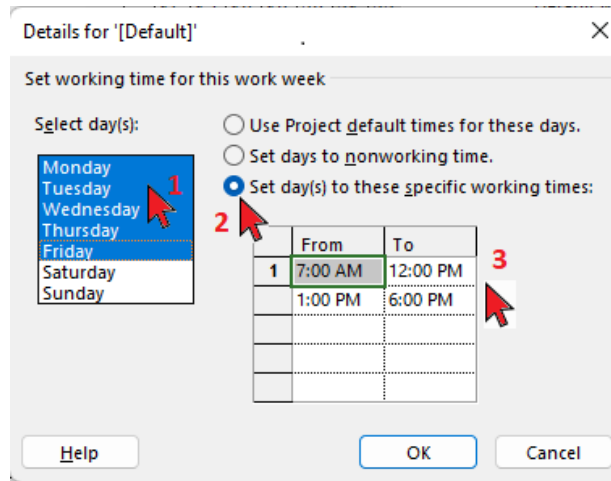 Details for '[Default]'
Set working time for this work week
Select day(s):
Use Project default times for these days.
Set days to nonworking time.
Set day(s) to these specific working times:
Monday
Tuesday
Wednesday
Thursday
Friday
Saturday
Sunday
1
2
From To
1 7:00 AM 12:00 PM
1:00 PM 6:00 PM
3
Help OK Cancel